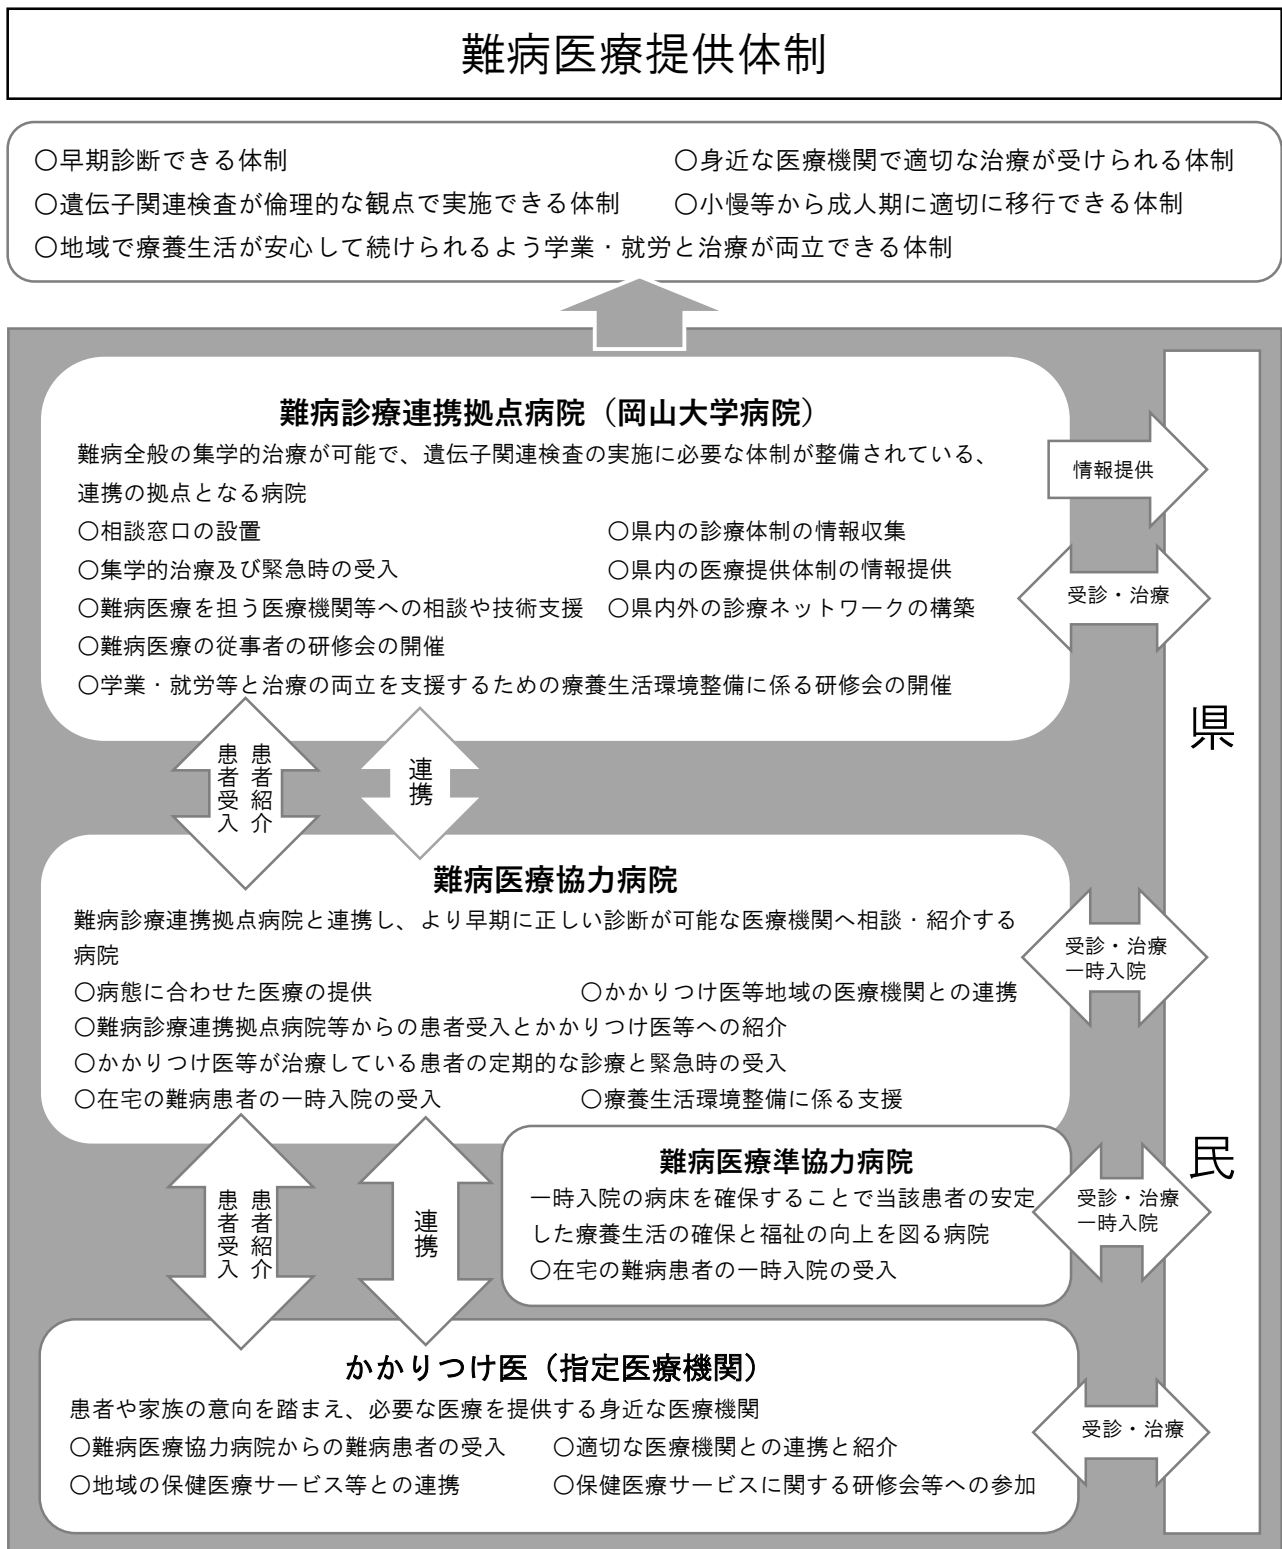 難病医療提供体制
〇早期診断できる体制
〇身近な医療機関で適切な治療が受けられる体制
〇遺伝子関連検査が倫理的な観点で実施できる体制
〇小慢等から成人期に適切に移行できる体制
〇地域で療養生活が安心して続けられるよう学業・就労と治療が両立できる体制
難病診療連携拠点病院（岡山大学病院）
難病全般の集学的治療が可能で、遺伝子関連検査の実施に必要な体制が整備されている、
連携の拠点となる病院
〇相談窓口の設置
〇県内の診療体制の情報収集
〇集学的治療及び緊急時の受入
〇県内の医療提供体制の情報提供
〇難病医療を担う医療機関等への相談や技術支援
〇県内外の診療ネットワークの構築
〇難病医療の従事者の研修会の開催
〇学業・就労等と治療の両立を支援するための療養生活環境整備に係る研修会の開催
情報提供
受診・治療
患者紹介
患者受入
連携
難病医療協力病院
難病診療連携拠点病院と連携し、より早期に正しい診断が可能な医療機関へ相談・紹介する
病院
〇病態に合わせた医療の提供
〇かかりつけ医等地域の医療機関との連携
〇難病診療連携拠点病院等からの患者受入とかかりつけ医等への紹介
〇かかりつけ医等が治療している患者の定期的な診療と緊急時の受入
〇在宅の難病患者の一時入院の受入
〇療養生活環境整備に係る支援
受診・治療
一時入院
患者紹介
患者受入
連携
難病医療準協力病院
一時入院の病床を確保することで当該患者の安定
した療養生活の確保と福祉の向上を図る病院
〇在宅の難病患者の一時入院の受入
受診・治療
一時入院
かかりつけ医（指定医療機関）
患者や家族の意向を踏まえ、必要な医療を提供する身近な医療機関
〇難病医療協力病院からの難病患者の受入
〇適切な医療機関との連携と紹介
〇地域の保健医療サービス等との連携
〇保健医療サービスに関する研修会等への参加
受診・治療
県民